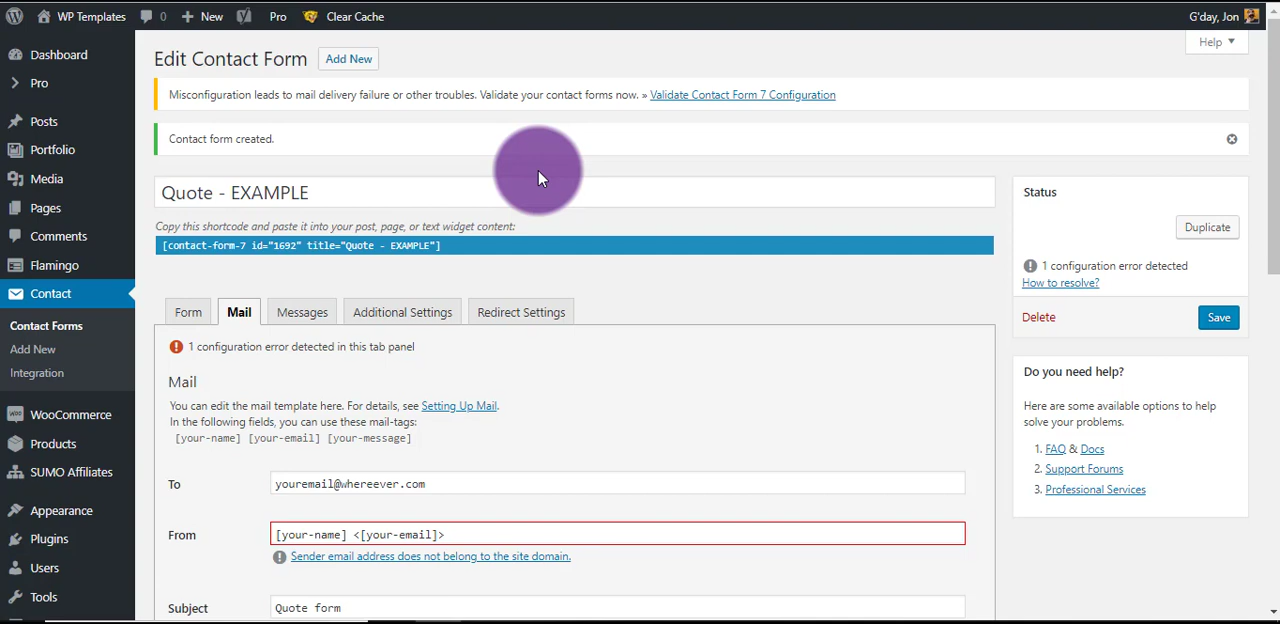 WP Templates 0 New Pro Clear Cache G'day, Jon
Help
Dashboard
Pro
Posts
Portfolio
Media
Pages
Comments
Flamingo
Contact
Contact Forms
Add New
Integration
WooCommerce
Products
SUMO Affiliates
Appearance
Plugins
Users
Tools
Edit Contact Form Add New
Misconfiguration leads to mail delivery failure or other troubles. Validate your contact forms now. » Validate Contact Form 7 Configuration
Contact form created.
Quote - EXAMPLE
Copy this shortcode and paste it into your post, page, or text widget content:
[contact-form-7 id="1692" title="Quote - EXAMPLE"]
Form Mail Messages Additional Settings Redirect Settings
1 configuration error detected in this tab panel
Mail
You can edit the mail template here. For details, see Setting Up Mail.
In the following fields, you can use these mail-tags:
[your-name] [your-email] [your-message]
To youremail@whereever.com
From [your-name] <[your-email]>
Sender email address does not belong to the site domain.
Subject Quote form
Status
Duplicate
1 configuration error detected
How to resolve?
Delete Save
Do you need help?
Here are some available options to help
solve your problems.
1. FAQ & Docs
2. Support Forums
3. Professional Services